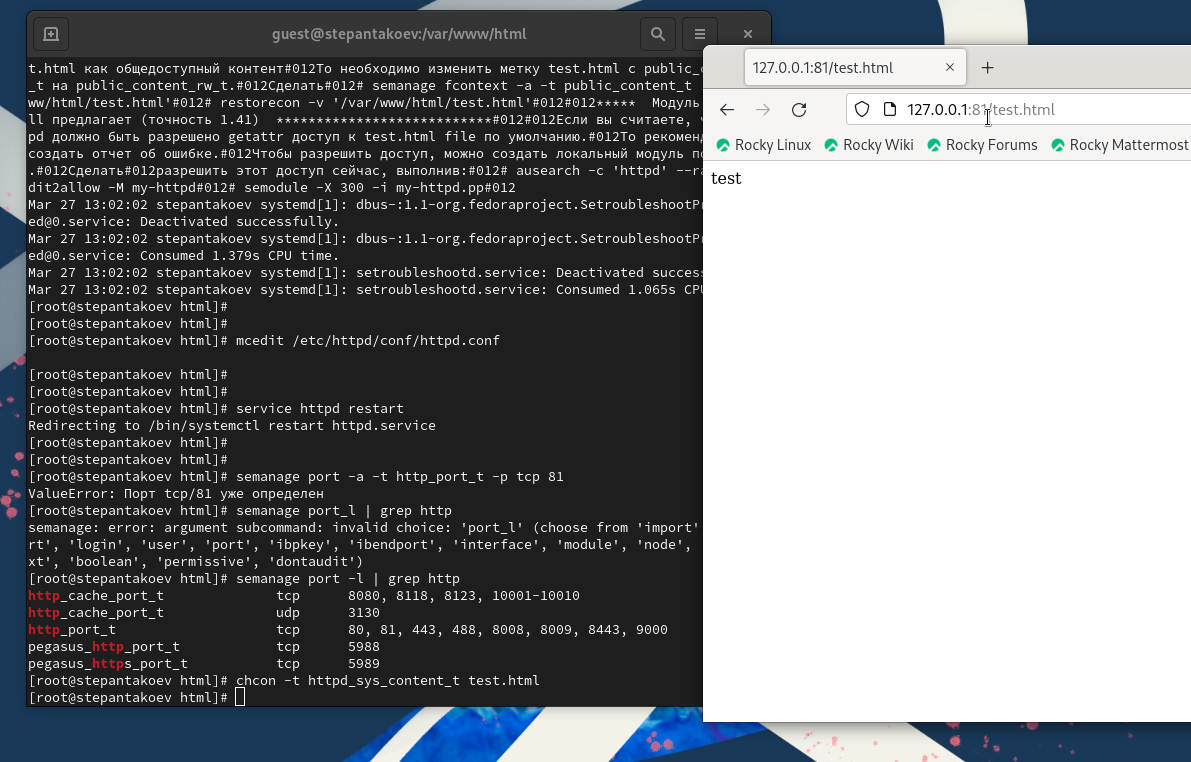 guest@stepantakoev:/var/www/html
t.html как общедоступный контент#012То необходимо изменить метку test.html с public_
_t на public_content_rw_t.#012Сделать#012# semanage fcontext -a -t public_content_t
ww/html/test.html'#012# restorecon -v '/var/www/html/test.html'#012#012***** Модуль
ll предлагает (точность 1.41) ***************************#012#012Если вы считаете,
pd должно быть разрешено getattr доступ к test.html file по умолчанию.#012То рекомен
создать отчет об ошибке.#012Чтобы разрешить доступ, можно создать локальный модуль по
.#012Сделать#012разрешить этот доступ сейчас, выполнив:#012# ausearch -c 'httpd' --ra
dit2allow -M my-httpd#012# semodule -X 300 -i my-httpd.pp#012
Mar 27 13:02:02 stepantakoev systemd[1]: dbus-:1.1-org.fedoraproject.SetroubleshootPr
ed@0.service: Deactivated successfully.
Mar 27 13:02:02 stepantakoev systemd[1]: dbus-:1.1-org.fedoraproject.SetroubleshootPr
ed@0.service: Consumed 1.379s CPU time.
Mar 27 13:02:02 stepantakoev systemd[1]: setroubleshootd.service: Deactivated success
Mar 27 13:02:02 stepantakoev systemd[1]: setroubleshootd.service: Consumed 1.065s CPU
[root@stepantakoev html]#
[root@stepantakoev html]#
[root@stepantakoev html]# mcedit /etc/httpd/conf/httpd.conf
[root@stepantakoev html]#
[root@stepantakoev html]#
[root@stepantakoev html]# service httpd restart
Redirecting to /bin/systemctl restart httpd.service
[root@stepantakoev html]#
[root@stepantakoev html]#
[root@stepantakoev html]# semanage port -a -t http_port_t -p tcp 81
ValueError: Порт tcp/81 уже определен
[root@stepantakoev html]# semanage port_l | grep http
semanage: error: argument subcommand: invalid choice: 'port_l' (choose from 'import'
rt', 'login', 'user', 'port', 'ibpkey', 'ibendport', 'interface', 'module', 'node',
xt', 'boolean', 'permissive', 'dontaudit')
[root@stepantakoev html]# semanage port -l | grep http
http_cache_port_t tcp 8080, 8118, 8123, 10001-10010
http_cache_port_t udp 3130
http_port_t tcp 80, 81, 443, 488, 8008, 8009, 8443, 9000
pegasus_http_port_t tcp 5988
pegasus_https_port_t tcp 5989
[root@stepantakoev html]# chcon -t httpd_sys_content_t test.html
[root@stepantakoev html]#
127.0.0.1:81/test.html
127.0.0.1:81/test.html
Rocky Linux Rocky Wiki Rocky Forums Rocky Mattermost
test